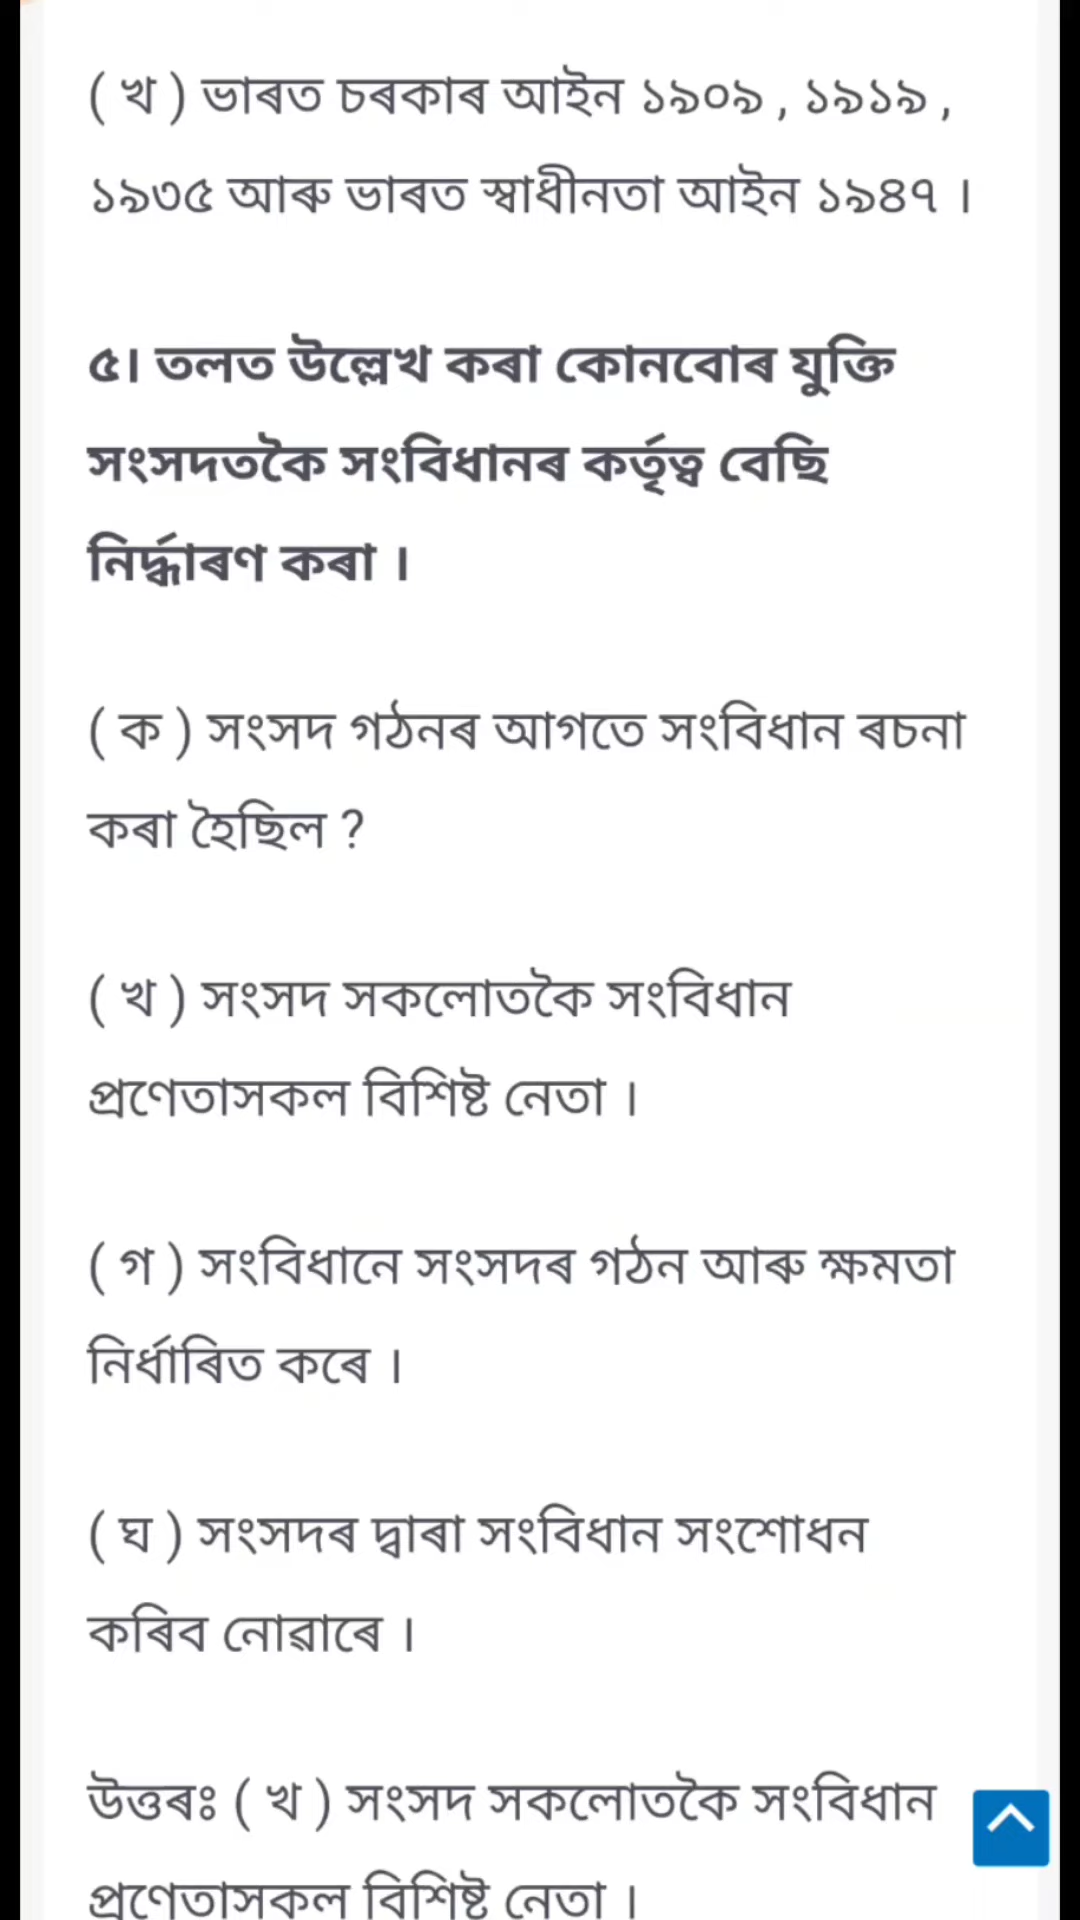 ( খ ) ভাৰত চৰকাৰ আইন ১৯০৯ , ১৯১৯ ,
১৯৩৫ আৰু ভাৰত স্বাধীনতা আইন ১৯৪৭ ।
৫। তলত উল্লেখ কৰা কোনবোৰ যুক্তি
সংসদতকৈ সংবিধানৰ কৰ্তৃত্ব বেছি
নিৰ্দ্ধাৰণ কৰা ।
( ক ) সংসদ গঠনৰ আগতে সংবিধান ৰচনা
কৰা হৈছিল ?
( খ ) সংসদ সকলোতকৈ সংবিধান
প্ৰণেতাসকল বিশিষ্ট নেতা ।
( গ ) সংবিধানে সংসদৰ গঠন আৰু ক্ষমতা
নিৰ্ধাৰিত কৰে ।
( ঘ ) সংসদৰ দ্বাৰা সংবিধান সংশোধন
কৰিব নোৱাৰে ।
উত্তৰঃ ( খ ) সংসদ সকলোতকৈ সংবিধান
প্ৰণেতাসকল বিশিষ্ট নেতা ।